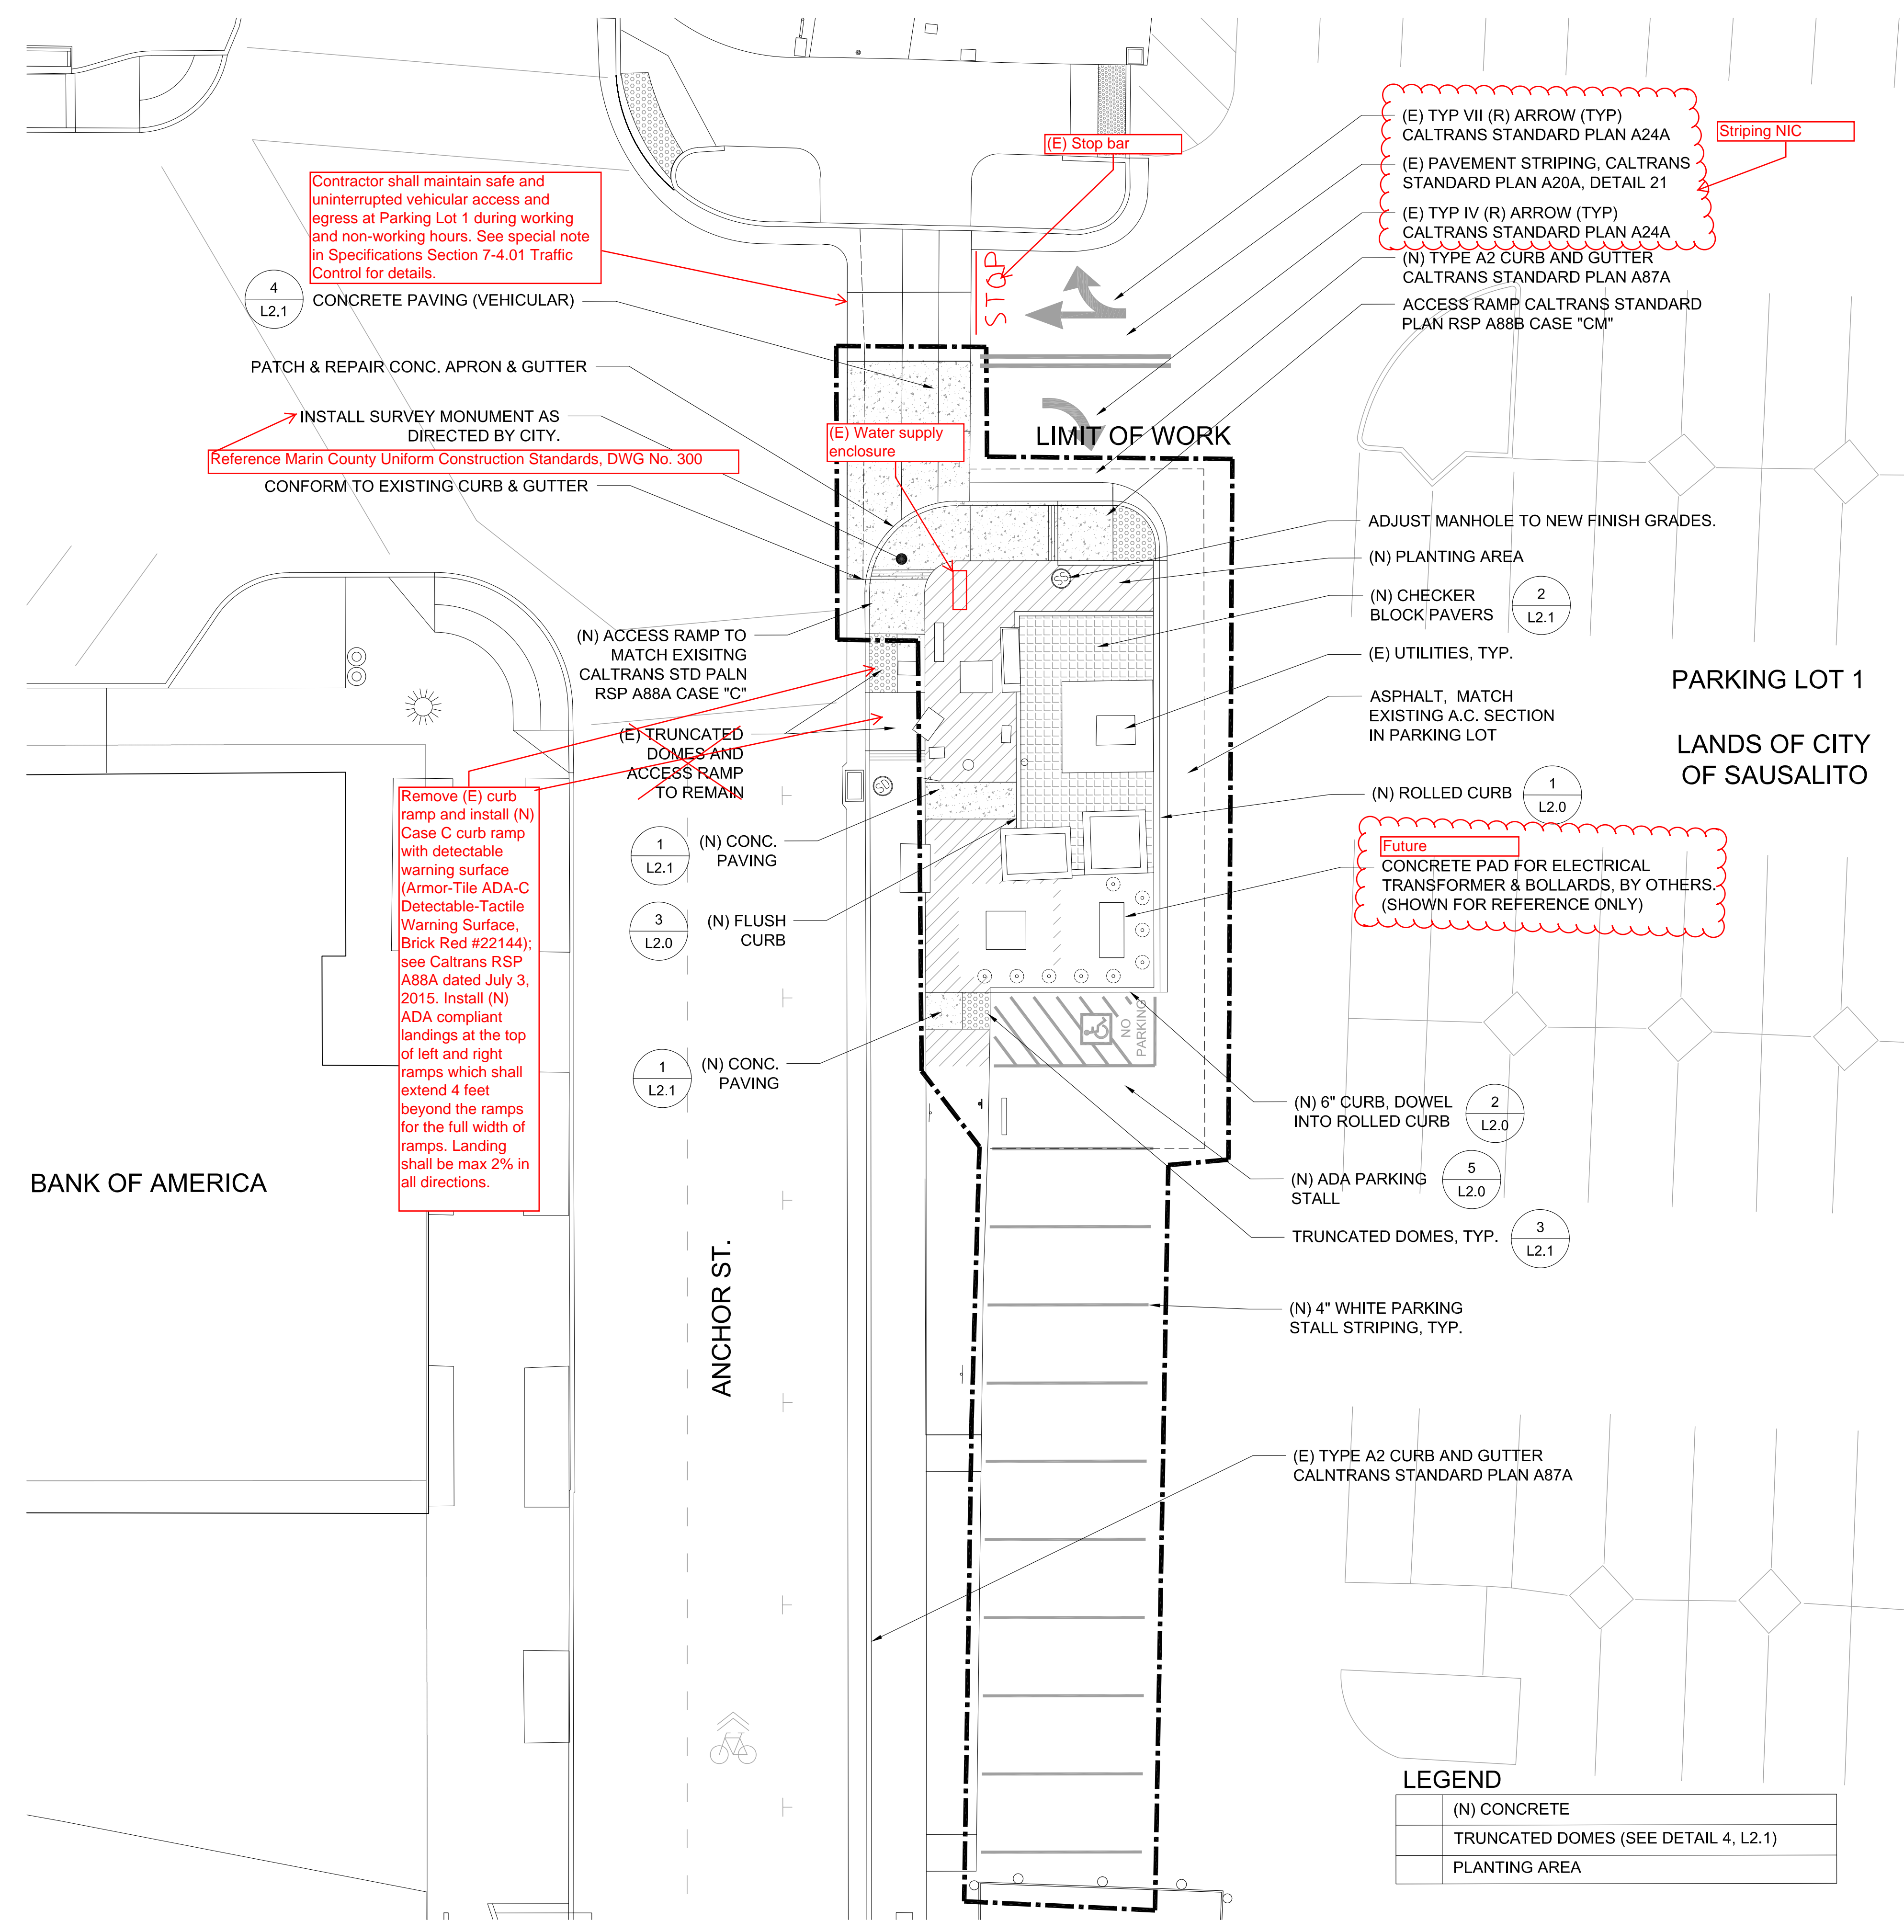 (E) Stop bar
(E) TYP VII (R) ARROW (TYP)
CALTRANS STANDARD PLAN A24A
(E) PAVEMENT STRIPING, CALTRANS
STANDARD PLAN A20A, DETAIL 21
(E) TYP IV (R) ARROW (TYP)
CALTRANS STANDARD PLAN A24A
Striping NIC
(N) TYPE A2 CURB AND GUTTER
CALTRANS STANDARD PLAN A87A
ACCESS RAMP CALTRANS STANDARD
PLAN RSP A88B CASE "CM"
Contractor shall maintain safe and
uninterrupted vehicular access and
egress at Parking Lot 1 during working
and non-working hours. See special note
in Specifications Section 7-4.01 Traffic
Control for details.
STOP
4
L2.1
CONCRETE PAVING (VEHICULAR)
PATCH & REPAIR CONC. APRON & GUTTER
INSTALL SURVEY MONUMENT AS
DIRECTED BY CITY.
Reference Marin County Uniform Construction Standards, DWG No. 300
CONFORM TO EXISTING CURB & GUTTER
(E) Water supply
enclosure
LIMIT OF WORK
ADJUST MANHOLE TO NEW FINISH GRADES.
SS
(N) PLANTING AREA
(N) CHECKER
BLOCK PAVERS
2
L2.1
(E) UTILITIES, TYP.
PARKING LOT 1
ASPHALT, MATCH
EXISTING A.C. SECTION
IN PARKING LOT
LANDS OF CITY
OF SAUSALITO
(N) ACCESS RAMP TO
MATCH EXISITNG
CALTRANS STD PALN
RSP A88A CASE "C"
(E) TRUNCATED
DOMES AND
ACCESS RAMP
TO REMAIN
SD
(N) ROLLED CURB
1
L2.0
Future
CONCRETE PAD FOR ELECTRICAL
TRANSFORMER & BOLLARDS, BY OTHERS.
(SHOWN FOR REFERENCE ONLY)
Remove (E) curb
ramp and install (N)
Case C curb ramp
with detectable
warning surface
(Armor-Tile ADA-C
Detectable-Tactile
Warning Surface,
Brick Red #22144);
see Caltrans RSP
A88A dated July 3,
2015. Install (N)
ADA compliant
landings at the top
of left and right
ramps which shall
extend 4 feet
beyond the ramps
for the full width of
ramps. Landing
shall be max 2% in
all directions.
1
L2.1
(N) CONC.
PAVING
3
L2.0
(N) FLUSH
CURB
1
L2.1
(N) CONC.
PAVING
NO
PARKING
(N) 6" CURB, DOWEL
INTO ROLLED CURB
2
L2.0
(N) ADA PARKING
STALL
5
L2.0
TRUNCATED DOMES, TYP.
3
L2.1
BANK OF AMERICA
ANCHOR ST.
(N) 4" WHITE PARKING
STALL STRIPING, TYP.
(E) TYPE A2 CURB AND GUTTER
CALNTRANS STANDARD PLAN A87A
LEGEND
(N) CONCRETE
TRUNCATED DOMES (SEE DETAIL 4, L2.1)
PLANTING AREA